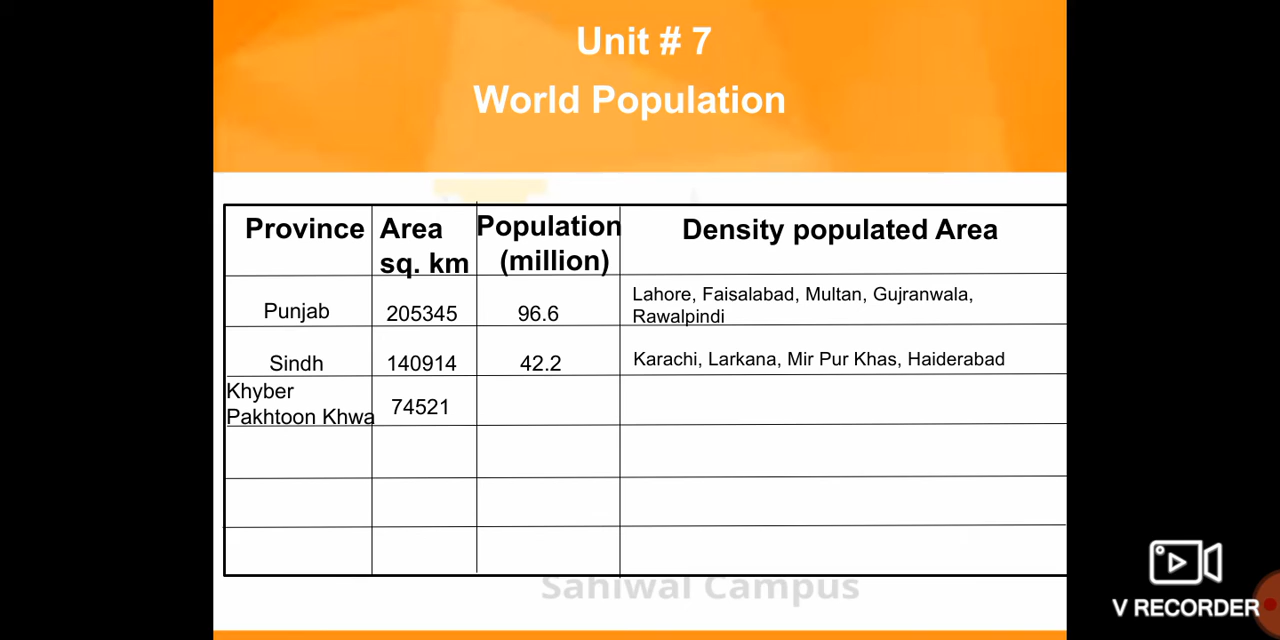 Unit # 7
World Population
Province Area sq. km Population (million) Density populated Area
Punjab 205345 96.6 Lahore, Faisalabad, Multan, Gujranwala,
Rawalpindi
Sindh 140914 42.2 Karachi, Larkana, Mir Pur Khas, Haiderabad
Khyber
Pakhtoon Khwa 74521
Sahiwal Campus
V RECORDER